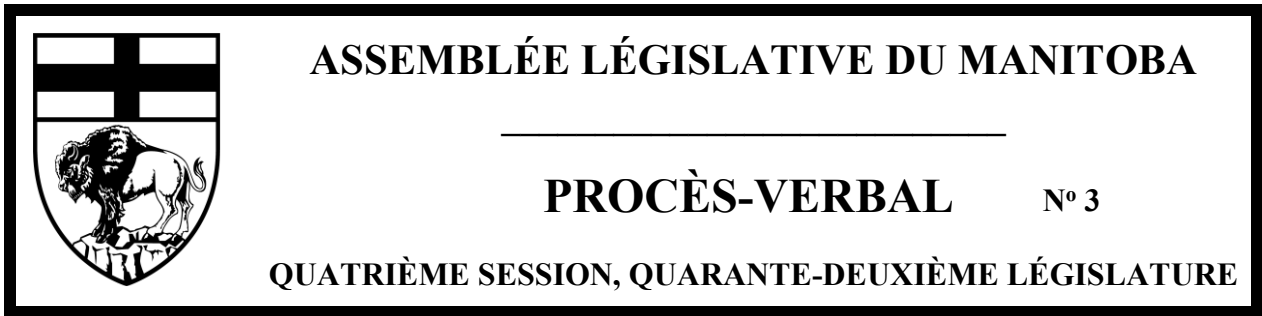 ASSEMBLÉE LÉGISLATIVE DU MANITOBA
PROCÈS-VERBAL Nº 3
QUATRIÈME SESSION, QUARANTE-DEUXIÈME LÉGISLATURE